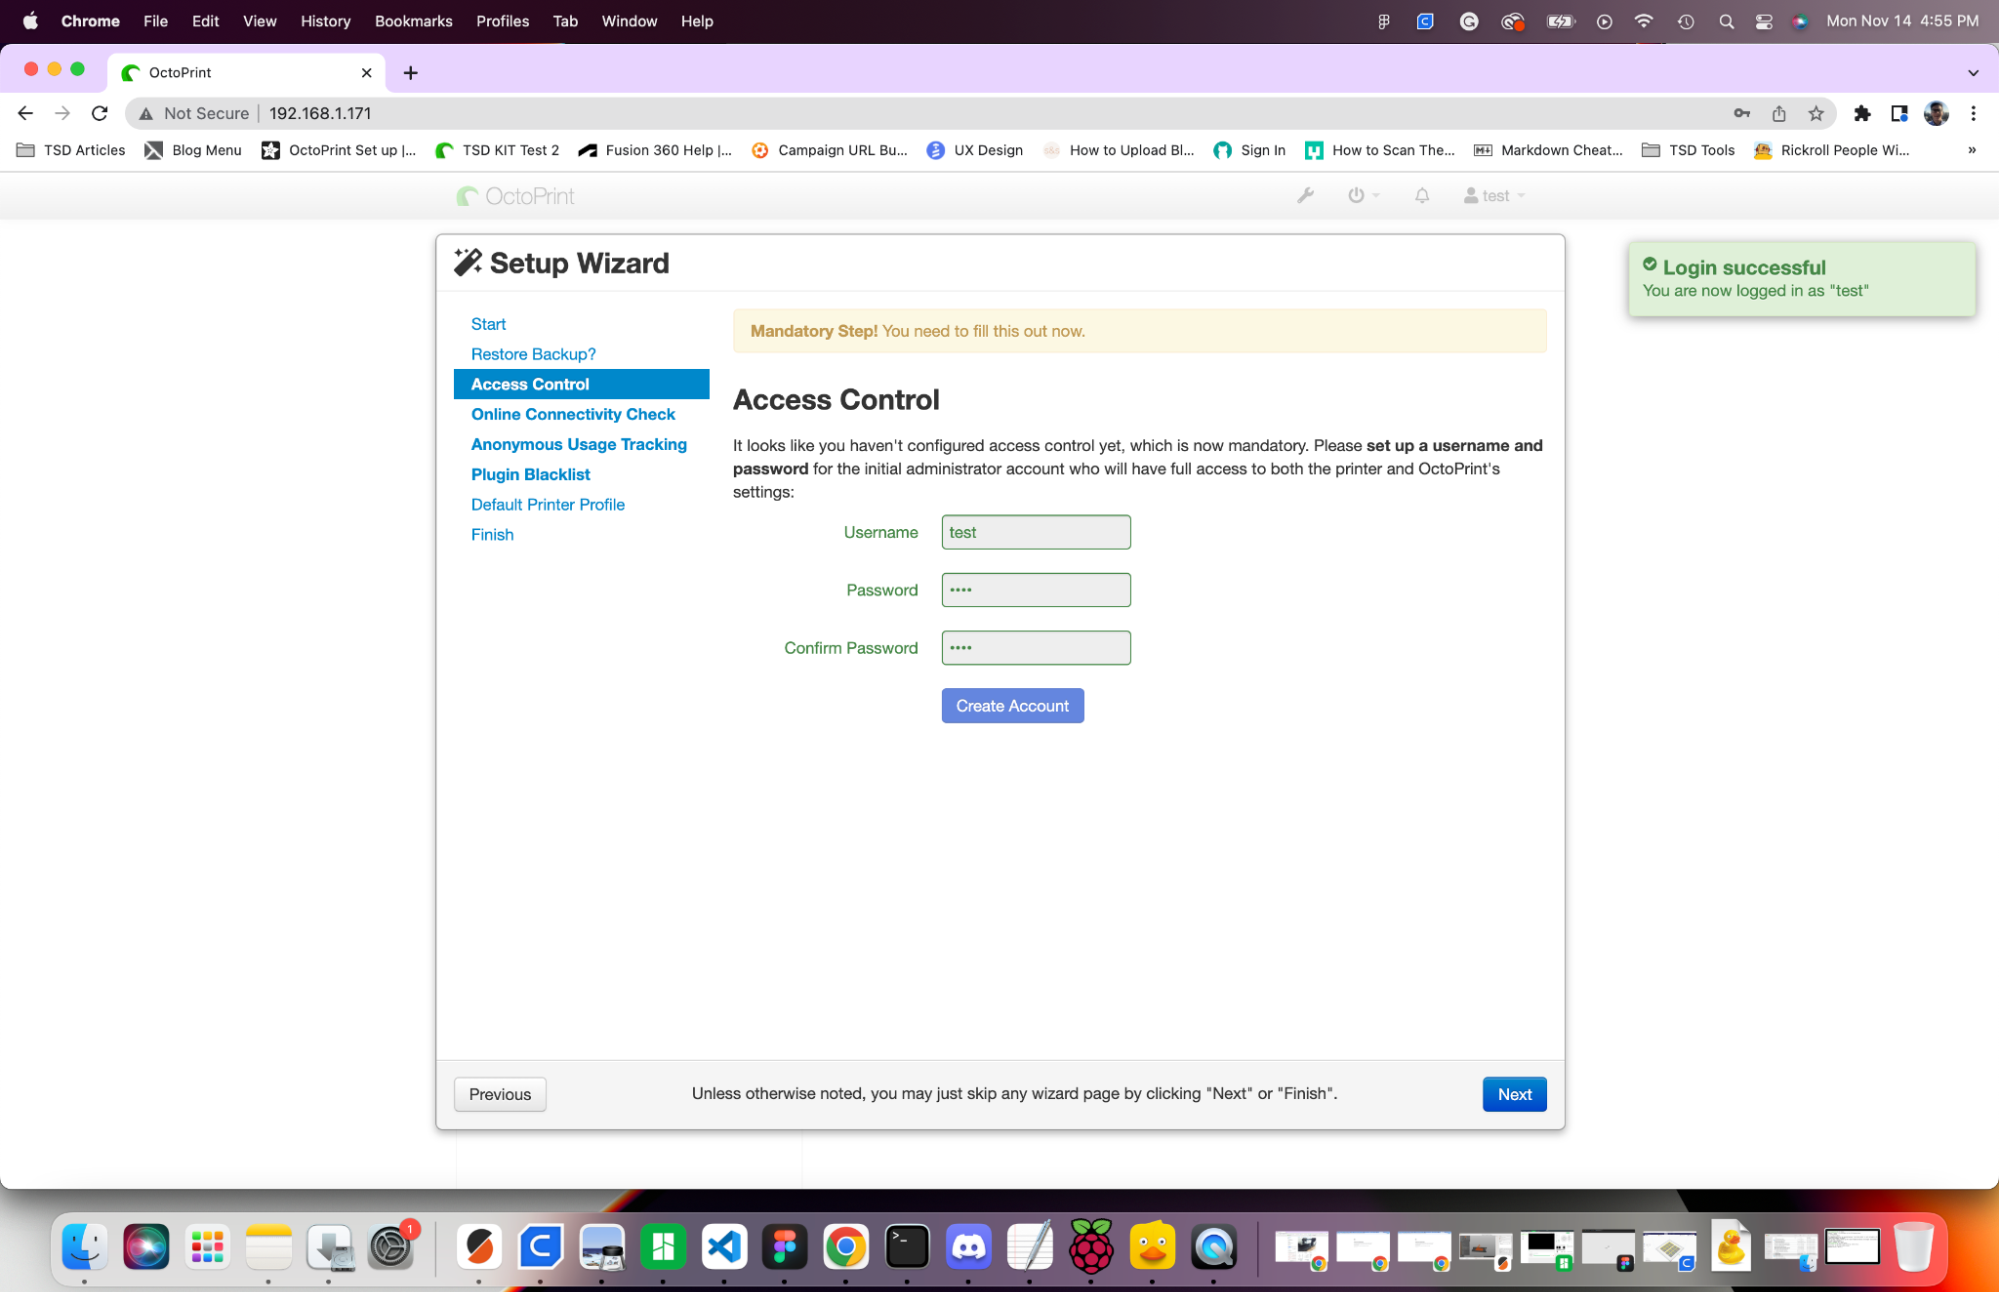 Chrome File Edit View History Bookmarks Profiles Tab Window Help Mon Nov 14 4:55 PM
OctoPrint
Not Secure 192.168.1.171
TSD Articles Blog Menu OctoPrint Set up |... TSD KIT Test 2 Fusion 360 Help |... Campaign URL Bu... UX Design How to Upload Bl... Sign In How to Scan The... Markdown Cheat... TSD Tools Rickroll People Wi... »
OctoPrint test
Setup Wizard
Login successful
You are now logged in as "test"
Start
Restore Backup?
Access Control
Online Connectivity Check
Anonymous Usage Tracking
Plugin Blacklist
Default Printer Profile
Finish
Mandatory Step! You need to fill this out now.
Access Control
It looks like you haven't configured access control yet, which is now mandatory. Please set up a username and
password for the initial administrator account who will have full access to both the printer and OctoPrint's
settings:
Username test
Password ••••
Confirm Password ••••
Create Account
Previous Unless otherwise noted, you may just skip any wizard page by clicking "Next" or "Finish". Next
1